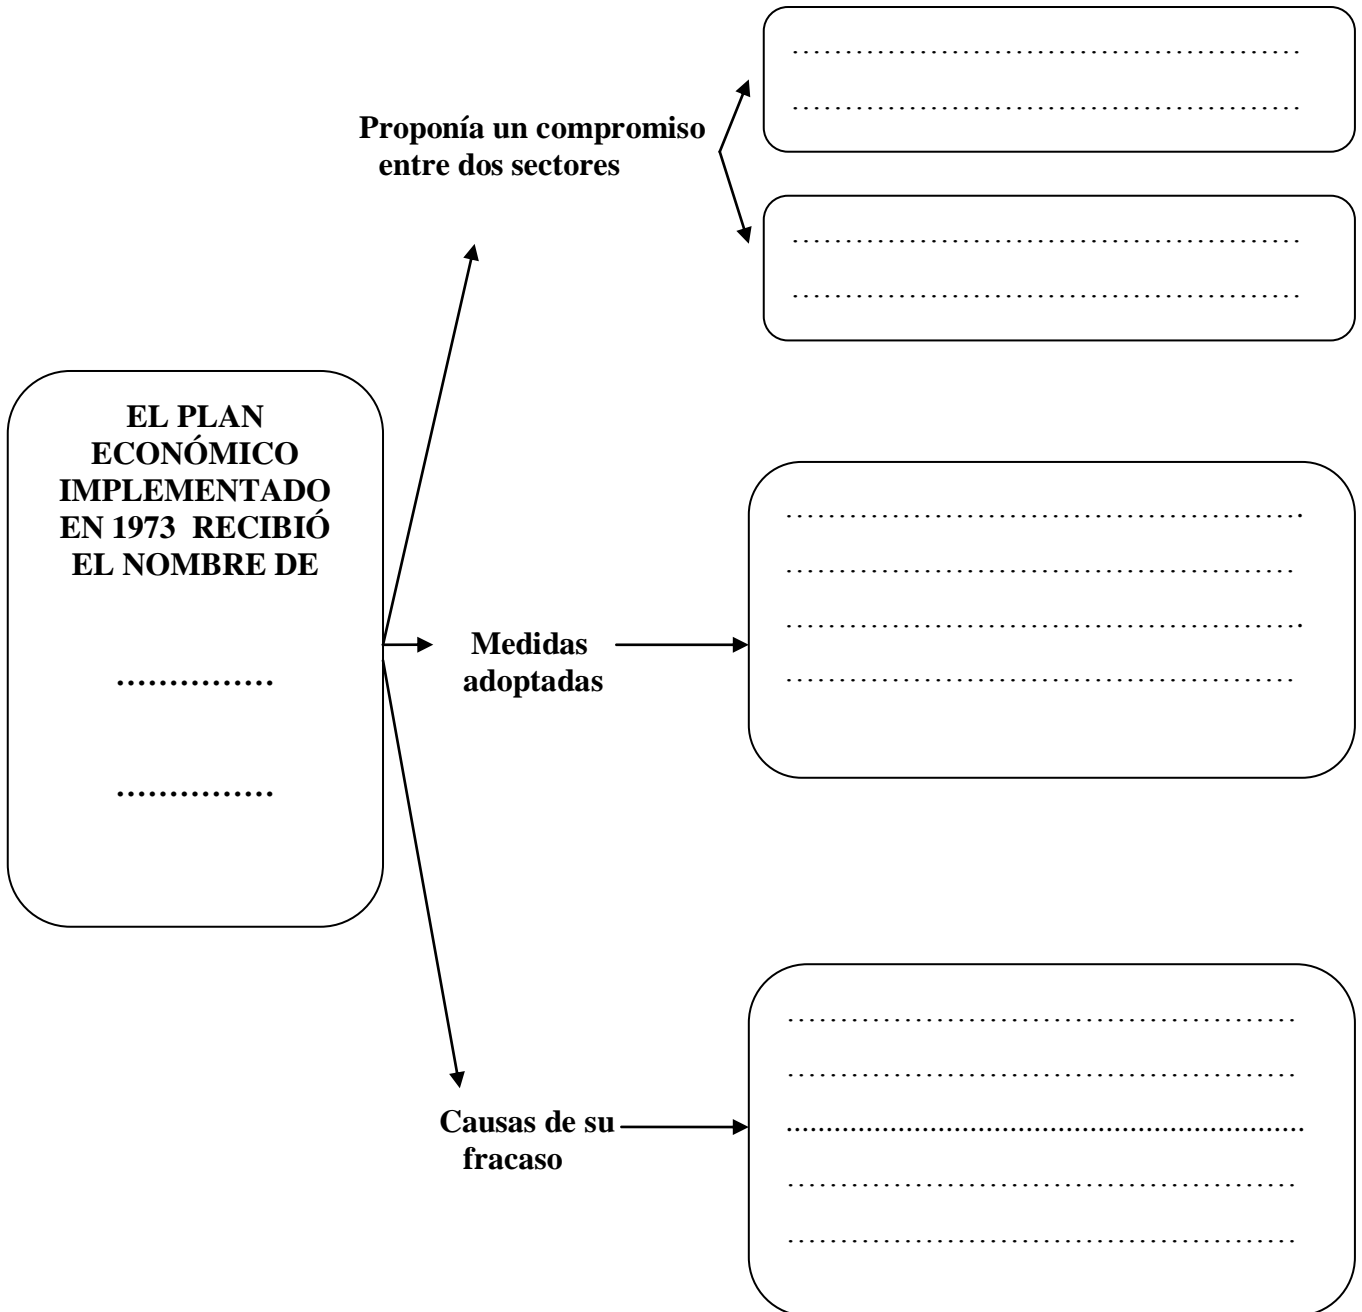 Proponía un compromiso
entre dos sectores
……………………………………………
……………………………………………
……………………………………………
……………………………………………
EL PLAN
ECONÓMICO
IMPLEMENTADO
EN 1973 RECIBIÓ
EL NOMBRE DE
……………
……………
Medidas
adoptadas
…………………………………………….
……………………………………………
…………………………………………….
……………………………………………
Causas de su
fracaso
……………………………………………
……………………………………………
……………………………………………
……………………………………………
……………………………………………